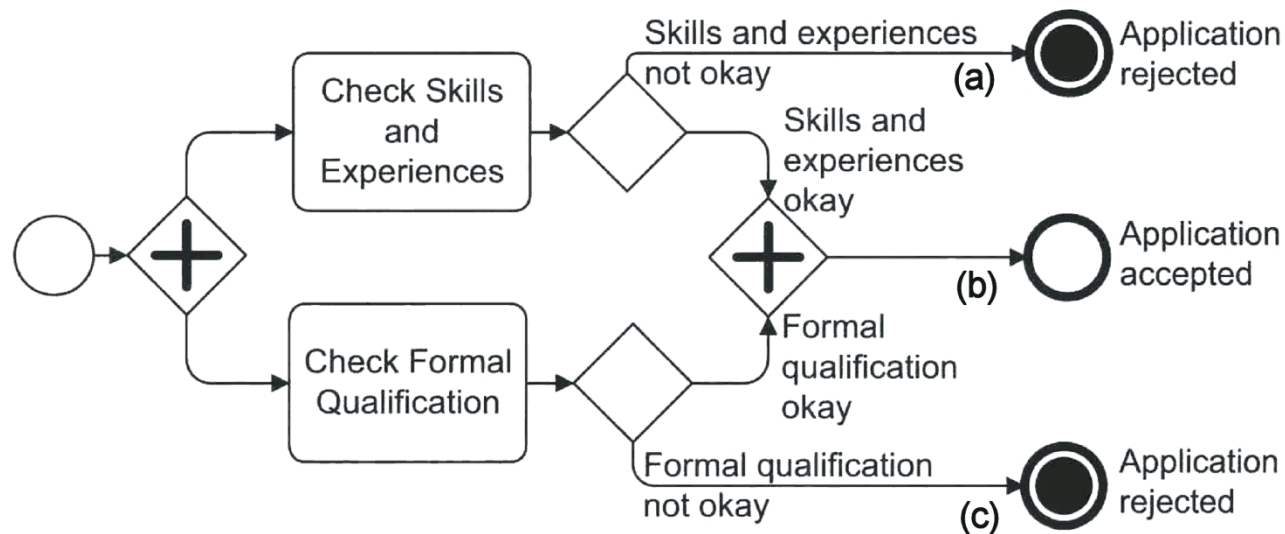 Skills and experiences
not okay
(a)
Application
rejected
Check Skills
and
Experiences
Skills and
experiences
okay
(b)
Application
accepted
Check Formal
Qualification
Formal
qualification
okay
Formal qualification
not okay
(c)
Application
rejected